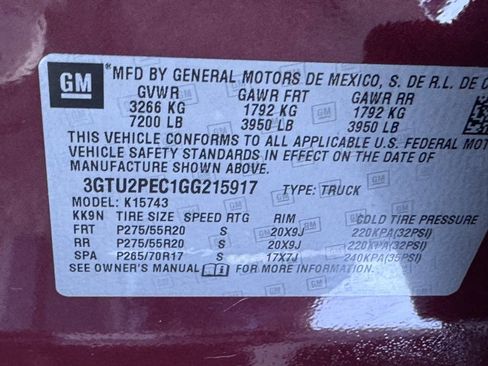 GM
*MFD BY GENERAL MOTORS DE MEXICO, S. DE R.L. DE C
GVWR GAWR FRT GAWR RR
3266 KG 1792 KG 1792 KG
7200 LB 3950 LB 3950 LB
THIS VEHICLE CONFORMS TO ALL APPLICABLE U.S. FEDERAL MOT
VEHICLE SAFETY STANDARDS IN EFFECT ON THE DATE OF
MANUFACTURE SHOWN ABOVE.
3GTU2PEC1GG215917 TYPE: TRUCK
MODEL: K15743
KK9N TIRE SIZE SPEED RTG RIM COLD TIRE PRESSURE
FRT P275/55R20 S 20X9J 220KPA(32PSI)
RR P275/55R20 S 20X9J 220KPA(32PSI)
SPA P265/70R17 S 17X7J 240KPA(35PSI)
SEE OWNER'S MANUAL FOR MORE INFORMATION.